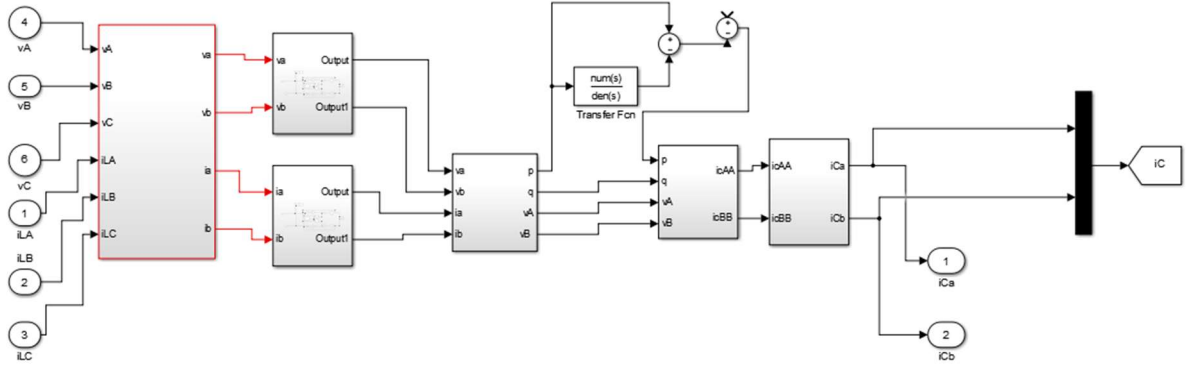 4
vA
5
vB
6
vC
1
iLA
iLB
2
3
iLC
vA
vB
vC
iLA
iLB
iLC
va
vb
ia
ib
va
vb
Output
Output1
ia
ib
Output
Output1
va
vb
ia
ib
p
q
vA
vB
num(s)
den(s)
Transfer Fcn
+
−
+
−
p
q
vA
vB
icAA
icBB
icAA
icBB
iCa
iCb
iC
1
iCa
2
iCb